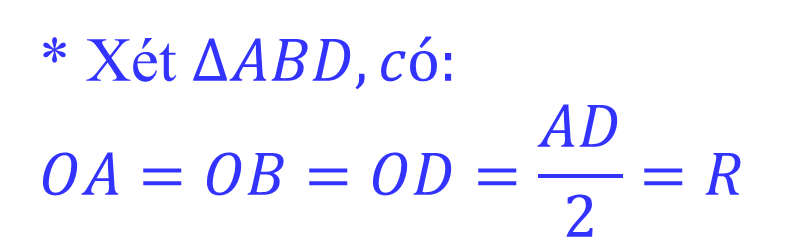 * Xét ΔABD, có:
OA = OB = OD = AD/2 = R